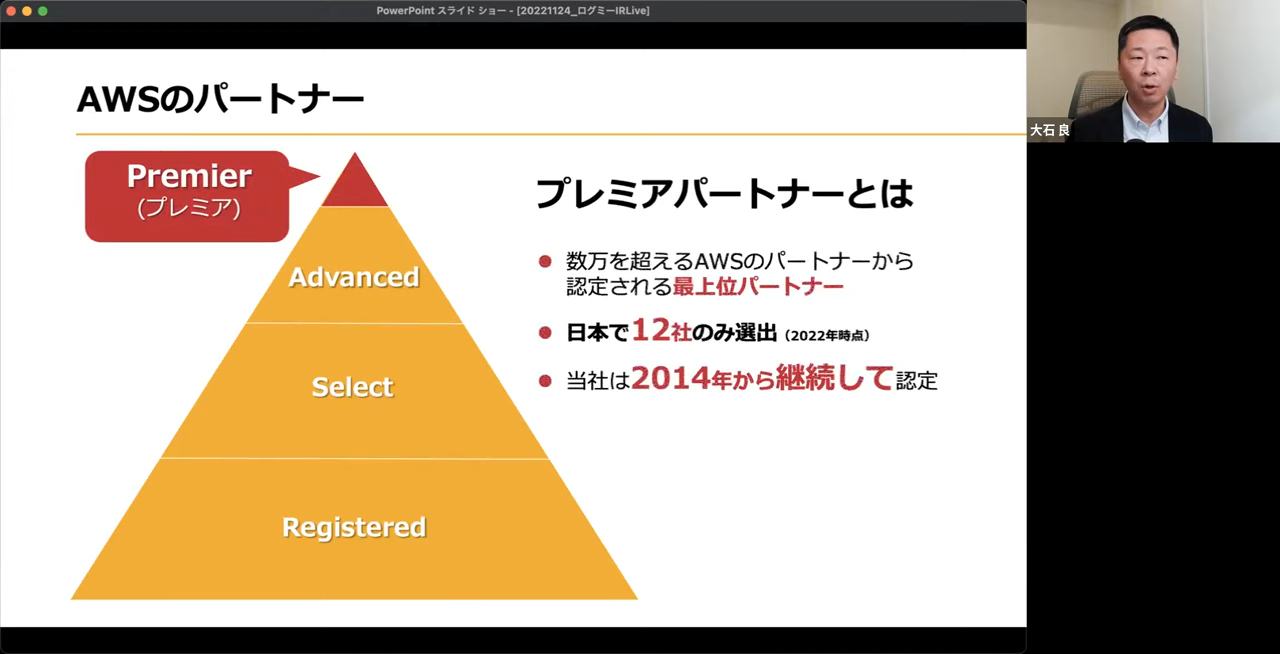 PowerPoint スライド ショー - [20221124_ログミーIRLive]
AWSのパートナー
Premier
(プレミア)
Advanced
Select
Registered
プレミアパートナーとは
数万を超えるAWSのパートナーから
認定される最上位パートナー
日本で12社のみ選出（2022年時点）
当社は2014年から継続して認定
大石 良